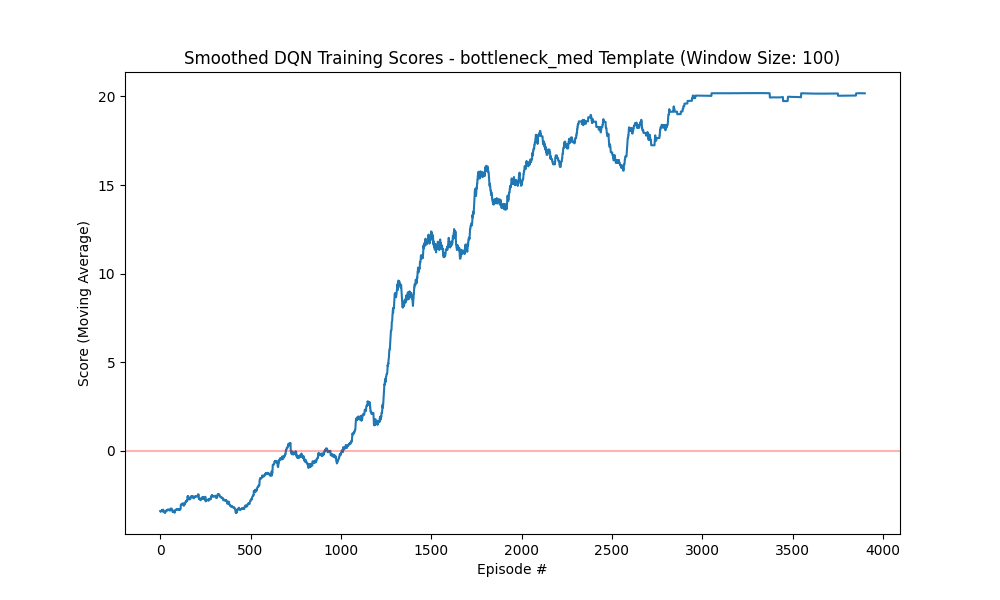 Smoothed DQN Training Scores - bottleneck_med Template (Window Size: 100)
Score (Moving Average)
20
15
10
5
0
0 500 1000 1500 2000 2500 3000 3500 4000
Episode #